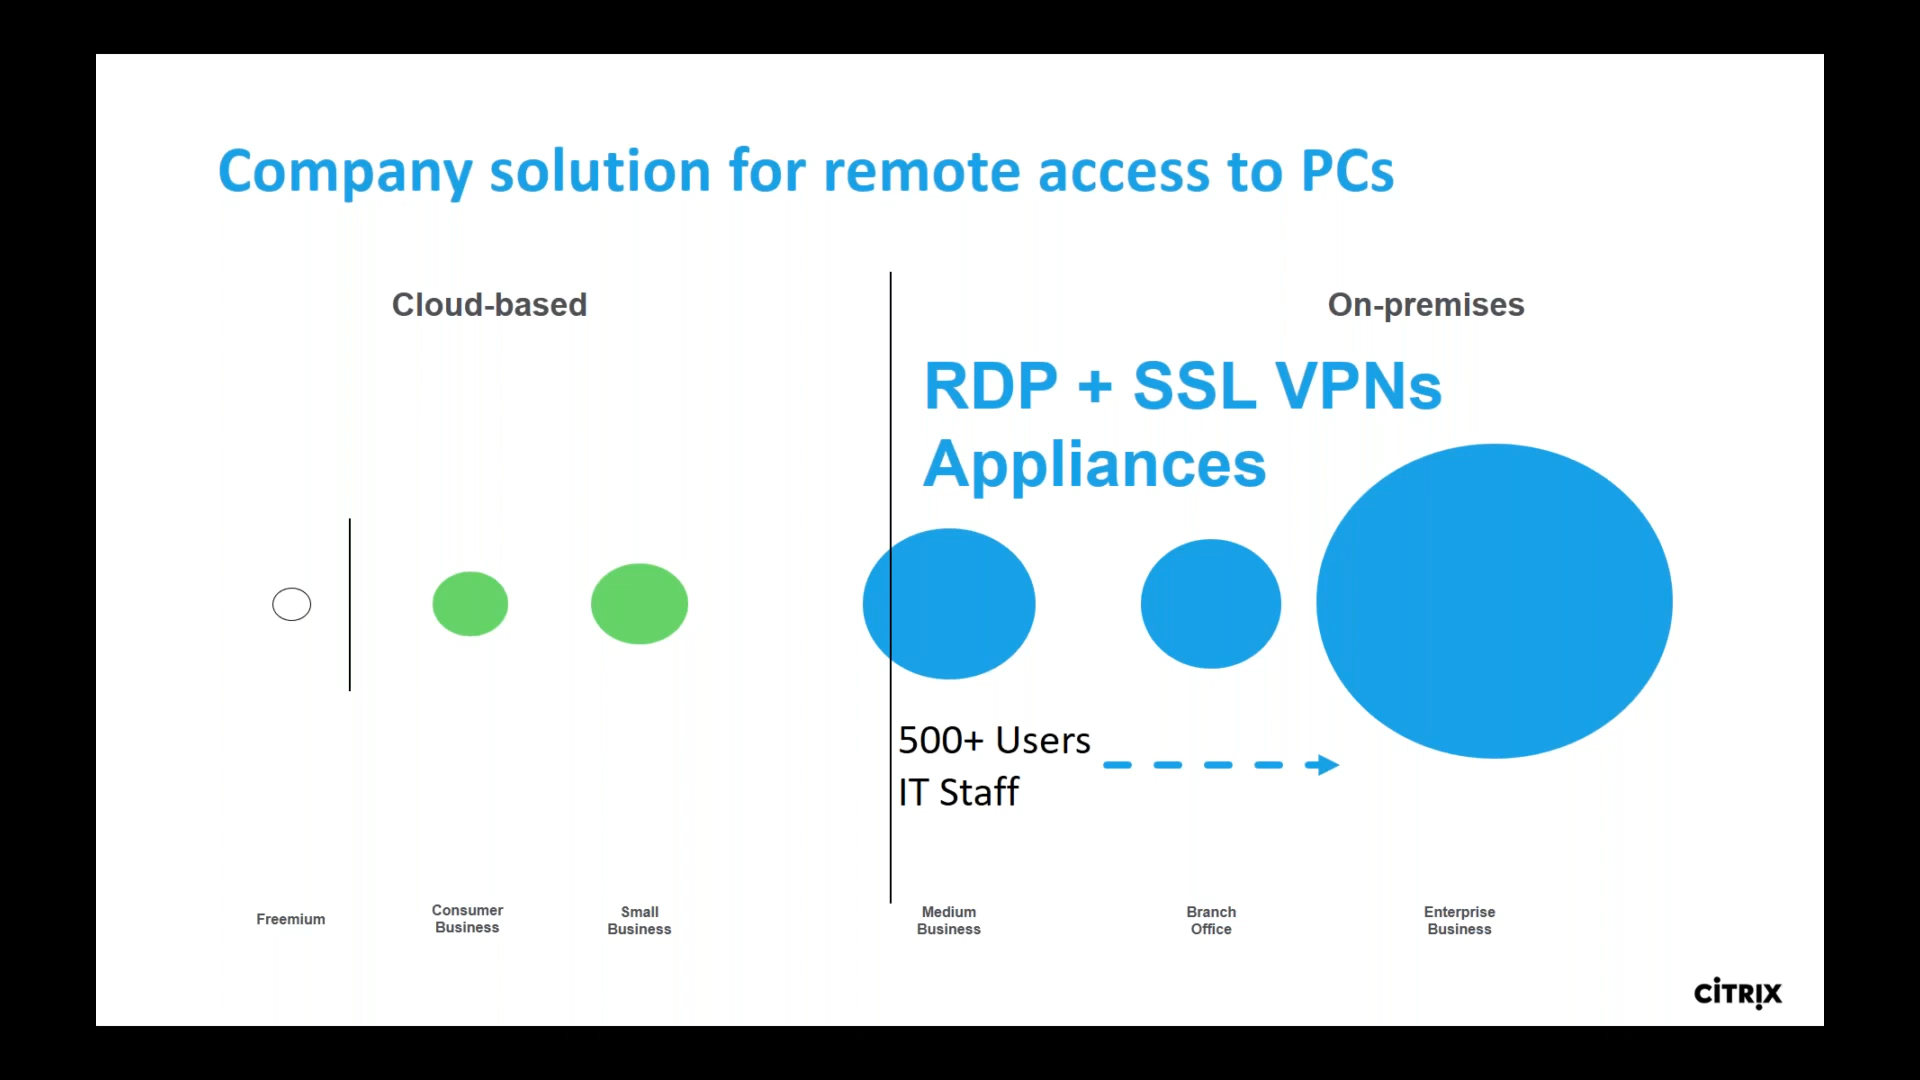 Company solution for remote access to PCs
Cloud-based
On-premises
RDP + SSL VPNs
Appliances
500+ Users
IT Staff
Freemium
Consumer
Business
Small
Business
Medium
Business
Branch
Office
Enterprise
Business
CiTRIX